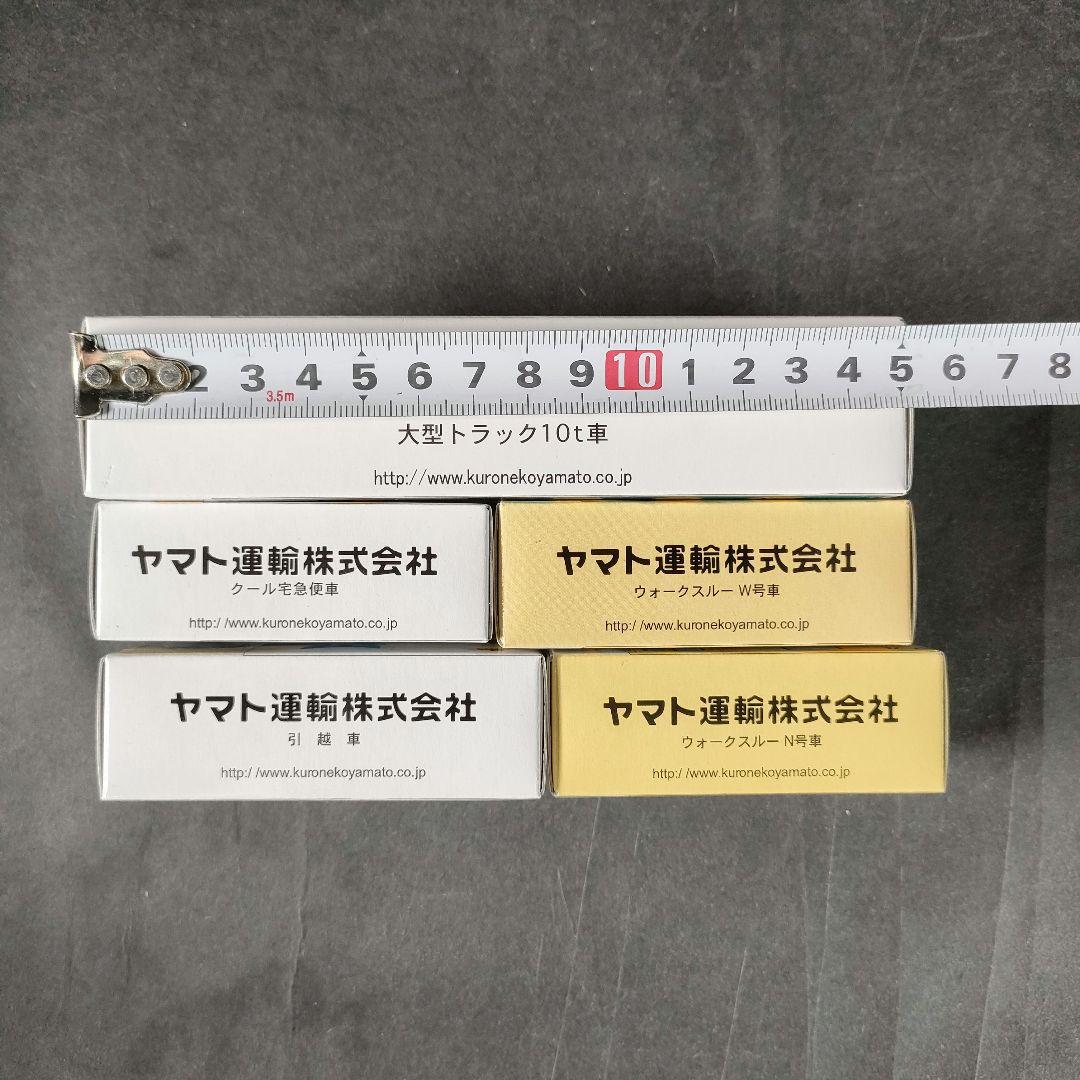 2 3 4 5 6 7 8 9 10 1 2 3 4 5 6 7 8
3.5m
大型トラック10t車
http://www.kuronekoyamato.co.jp
ヤマト運輸株式会社
クール宅急便車
http://www.kuronekoyamato.co.jp
ヤマト運輸株式会社
ウォークスルー W号車
http://www.kuronekoyamato.co.jp
ヤマト運輸株式会社
引 越 車
http://www.kuronekoyamato.co.jp
ヤマト運輸株式会社
ウォークスルー N号車
http://www.kuronekoyamato.co.jp